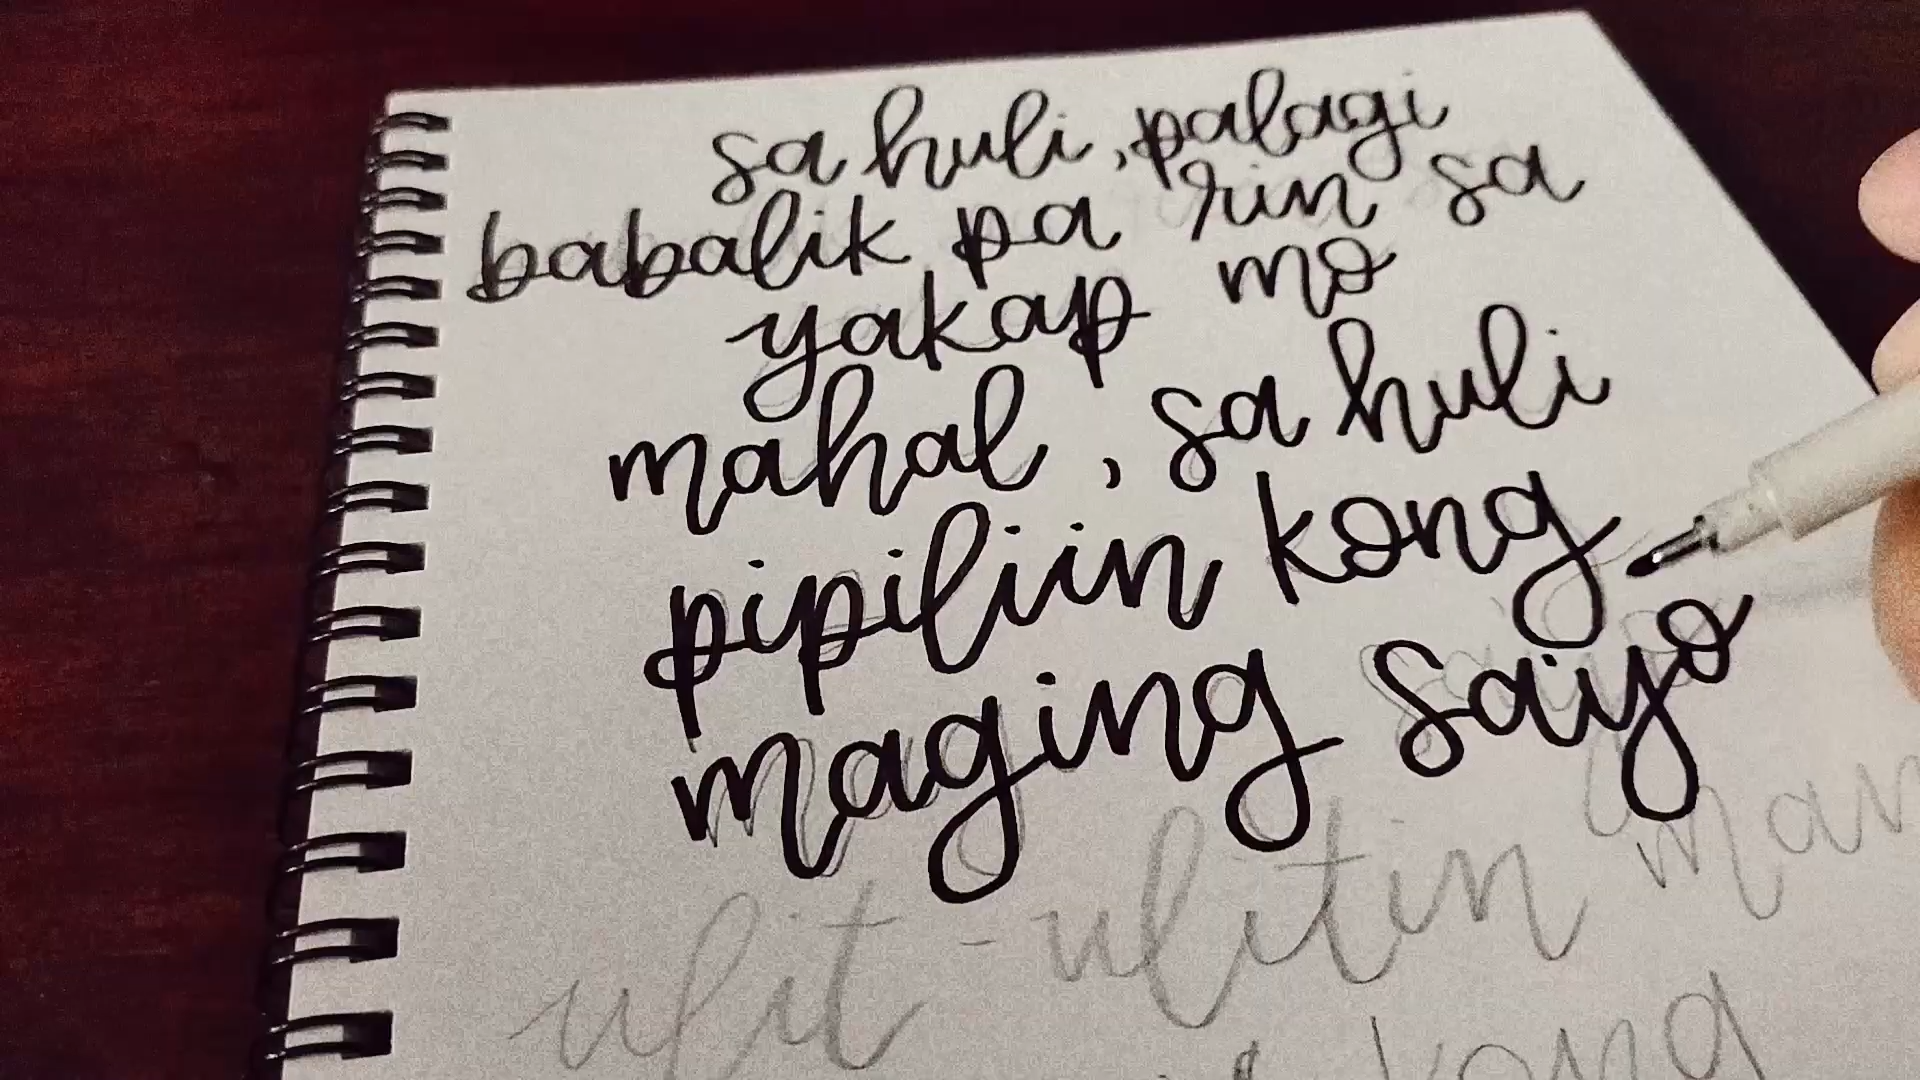 sa huli, palagi
babalik pa rin sa
yakap mo
mahal, sa huli
pipiliin kong
maging sayo
ulit-ulitin man
kong